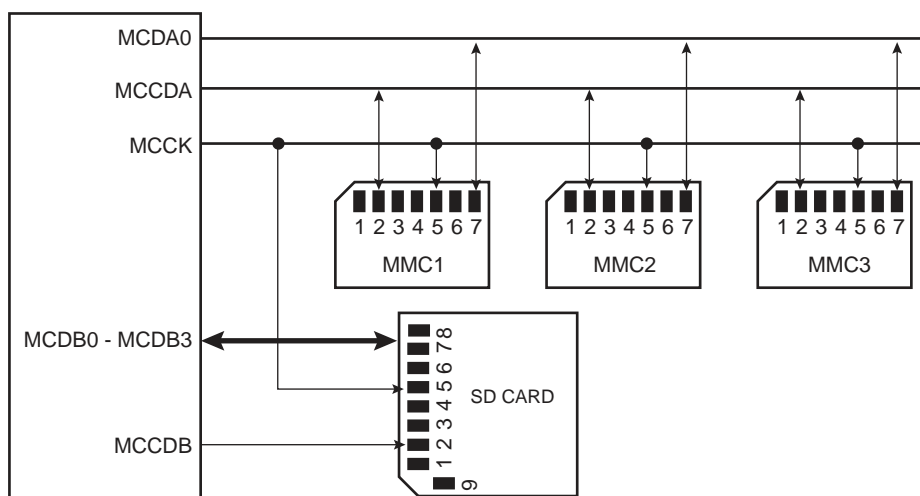 MCDA0
MCCDA
MCCK
1 2 3 4 5 6 7
MMC1
1 2 3 4 5 6 7
MMC2
1 2 3 4 5 6 7
MMC3
MCDB0 - MCDB3
MCCDB
1 2 3 4 5 6 7 8
9
SD CARD